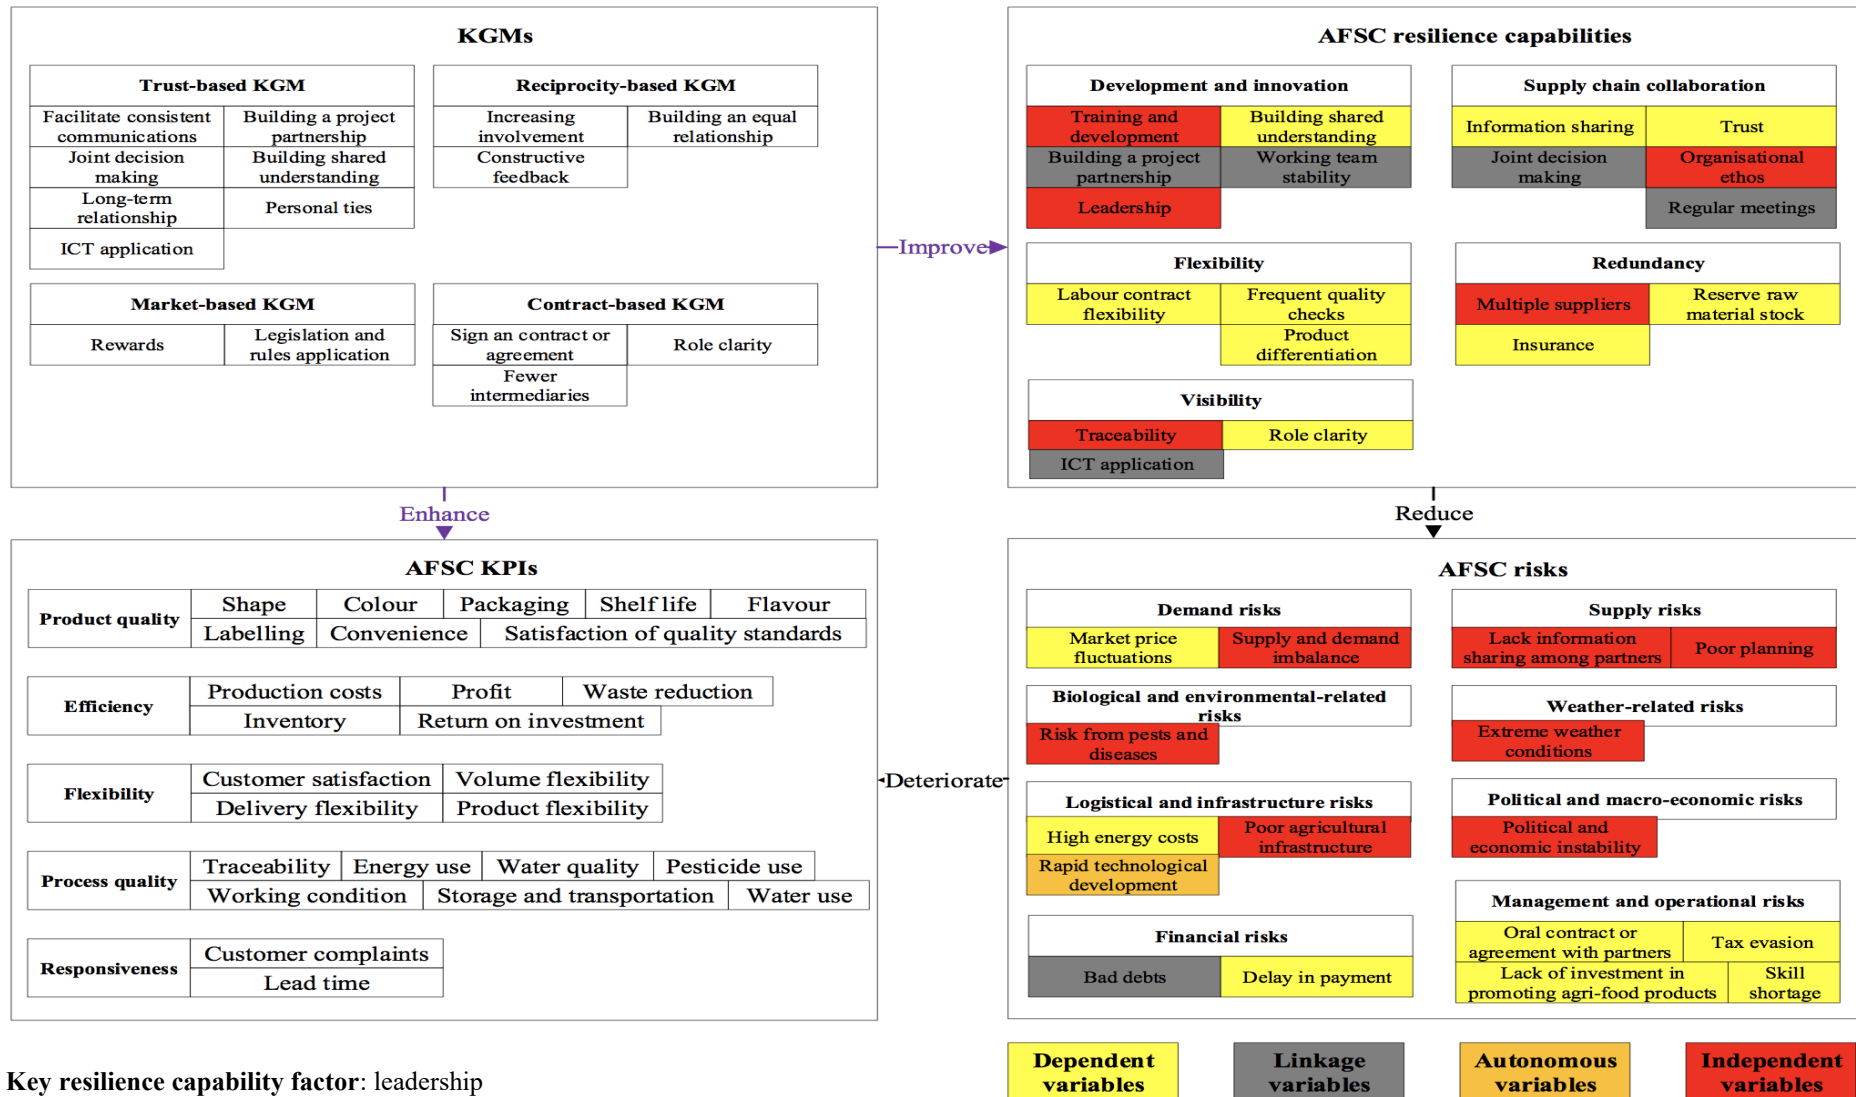 KGMs
Trust-based KGM
Facilitate consistent
communications
Building a project
partnership
Joint decision
making
Building shared
understanding
Long-term
relationship
Personal ties
ICT application
Reciprocity-based KGM
Increasing
involvement
Building an equal
relationship
Constructive
feedback
Market-based KGM
Rewards
Legislation and
rules application
Contract-based KGM
Sign an contract or
agreement
Role clarity
Fewer
intermediaries
Improve
AFSC resilience capabilities
Development and innovation
Training and
development
Building shared
understanding
Building a project
partnership
Working team
stability
Leadership
Supply chain collaboration
Information sharing
Trust
Joint decision
making
Organisational
ethos
Regular meetings
Flexibility
Labour contract
flexibility
Frequent quality
checks
Product
differentiation
Redundancy
Multiple suppliers
Reserve raw
material stock
Insurance
Visibility
Traceability
Role clarity
ICT application
Enhance
Reduce
AFSC KPIs
Product quality
Shape
Colour
Packaging
Shelf life
Flavour
Labelling
Convenience
Satisfaction of quality standards
Efficiency
Production costs
Profit
Waste reduction
Inventory
Return on investment
Flexibility
Customer satisfaction
Volume flexibility
Delivery flexibility
Product flexibility
Process quality
Traceability
Energy use
Water quality
Pesticide use
Working condition
Storage and transportation
Water use
Responsiveness
Customer complaints
Lead time
Deteriorate
AFSC risks
Demand risks
Market price
fluctuations
Supply and demand
imbalance
Supply risks
Lack information
sharing among partners
Poor planning
Biological and environmental-related
risks
Risk from pests and
diseases
Weather-related risks
Extreme weather
conditions
Logistical and infrastructure risks
High energy costs
Poor agricultural
infrastructure
Rapid technological
development
Political and macro-economic risks
Political and
economic instability
Financial risks
Bad debts
Delay in payment
Management and operational risks
Oral contract or
agreement with partners
Tax evasion
Lack of investment in
promoting agri-food products
Skill
shortage
Key resilience capability factor: leadership
Dependent
variables
Linkage
variables
Autonomous
variables
Independent
variables